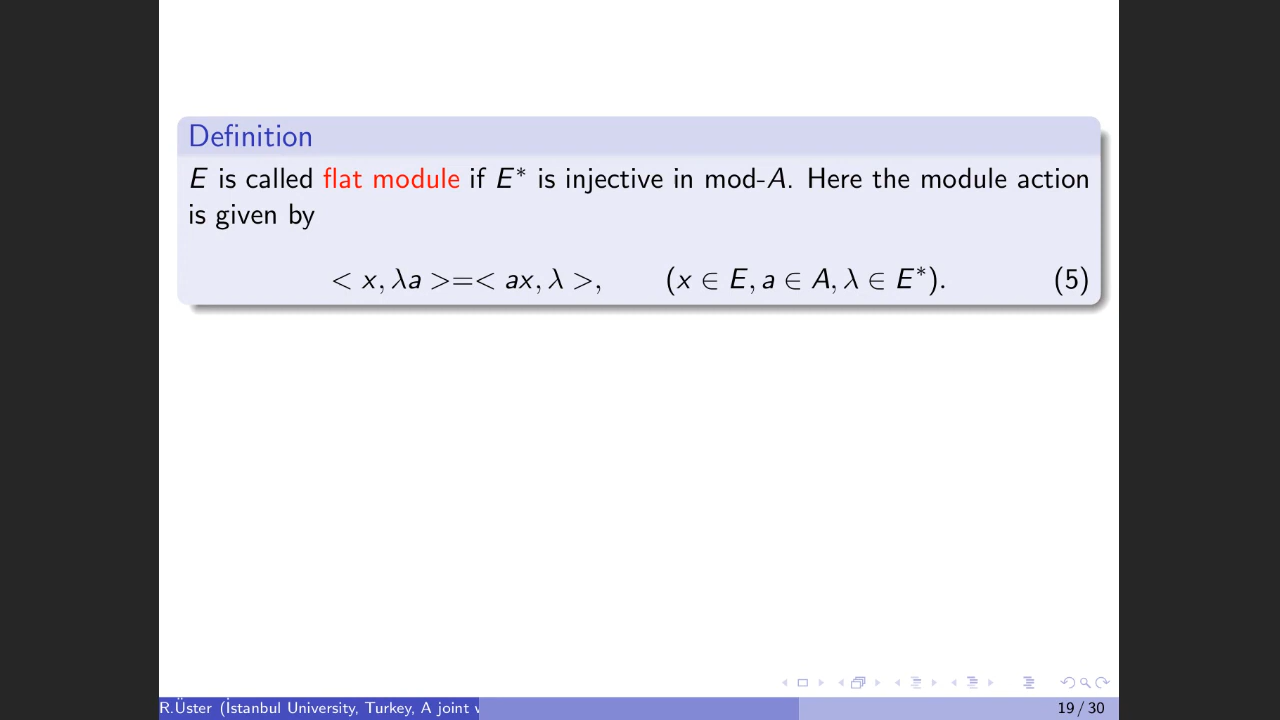 Definition
E is called flat module if E* is injective in mod-A. Here the module action
is given by
< x, λa >=< ax, λ >, (x ∈ E, a ∈ A, λ ∈ E*). (5)
R.Üster (İstanbul University, Turkey, A joint
19 / 30